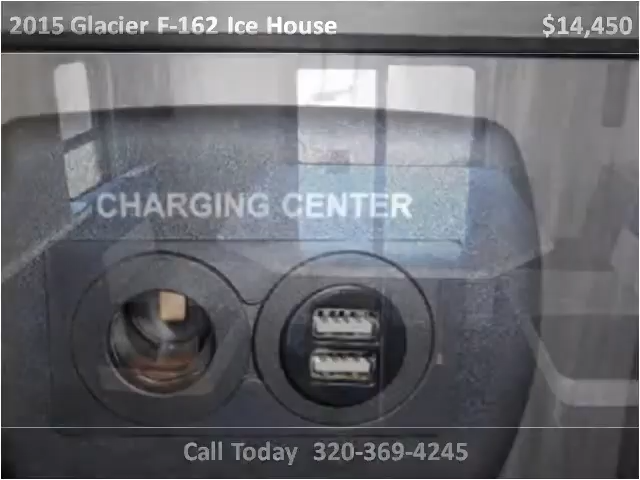 2015 Glacier F-162 Ice House $14,450
CHARGING CENTER
Call Today 320-369-4245